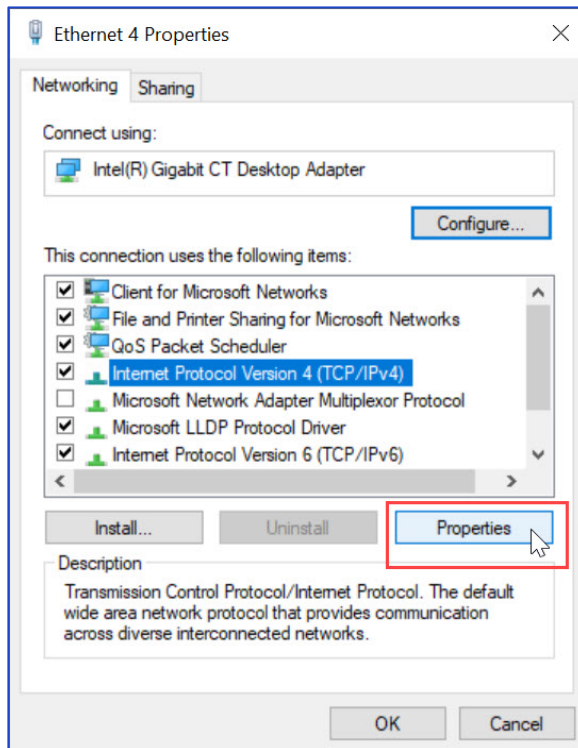 Ethernet 4 Properties
Networking
Sharing
Connect using:
Intel(R) Gigabit CT Desktop Adapter
Configure...
This connection uses the following items:
Client for Microsoft Networks
File and Printer Sharing for Microsoft Networks
QoS Packet Scheduler
Internet Protocol Version 4 (TCP/IPv4)
Microsoft Network Adapter Multiplexor Protocol
Microsoft LLDP Protocol Driver
Internet Protocol Version 6 (TCP/IPv6)
Install...
Uninstall
Properties
Description
Transmission Control Protocol/Internet Protocol. The default
wide area network protocol that provides communication
across diverse interconnected networks.
OK
Cancel